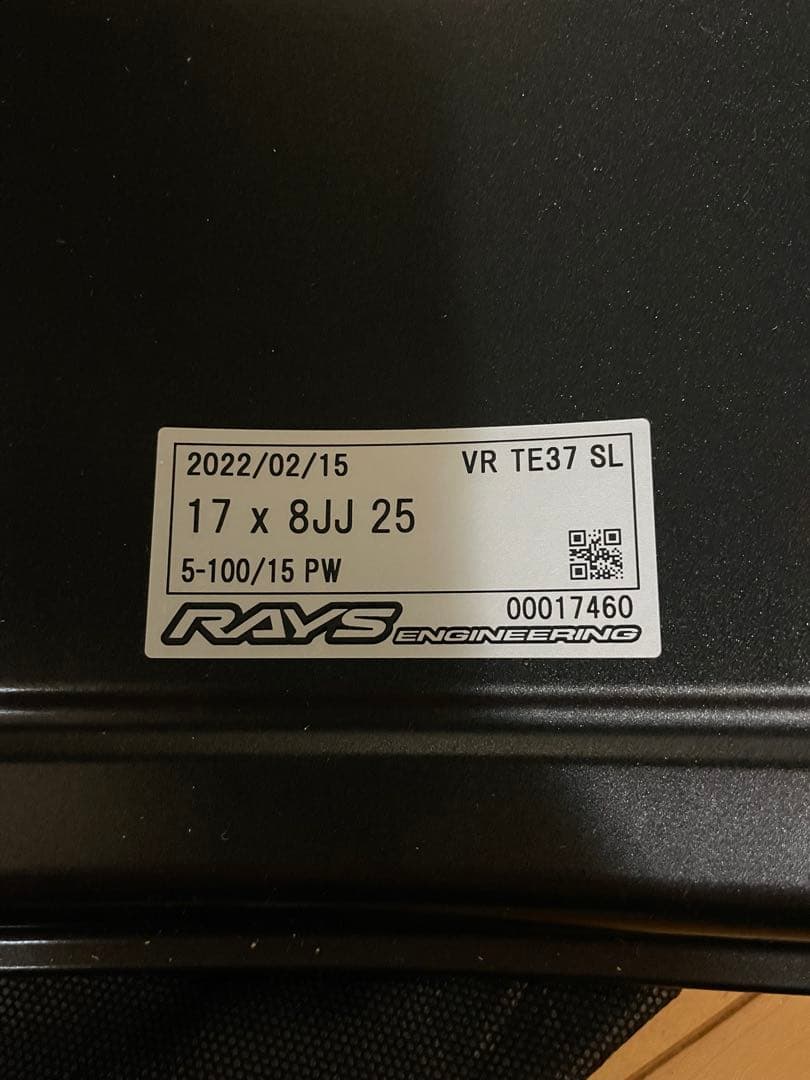 2022/02/15 VR TE37 SL
17 x 8JJ 25
5-100/15 PW
00017460
RAYS ENGINEERING